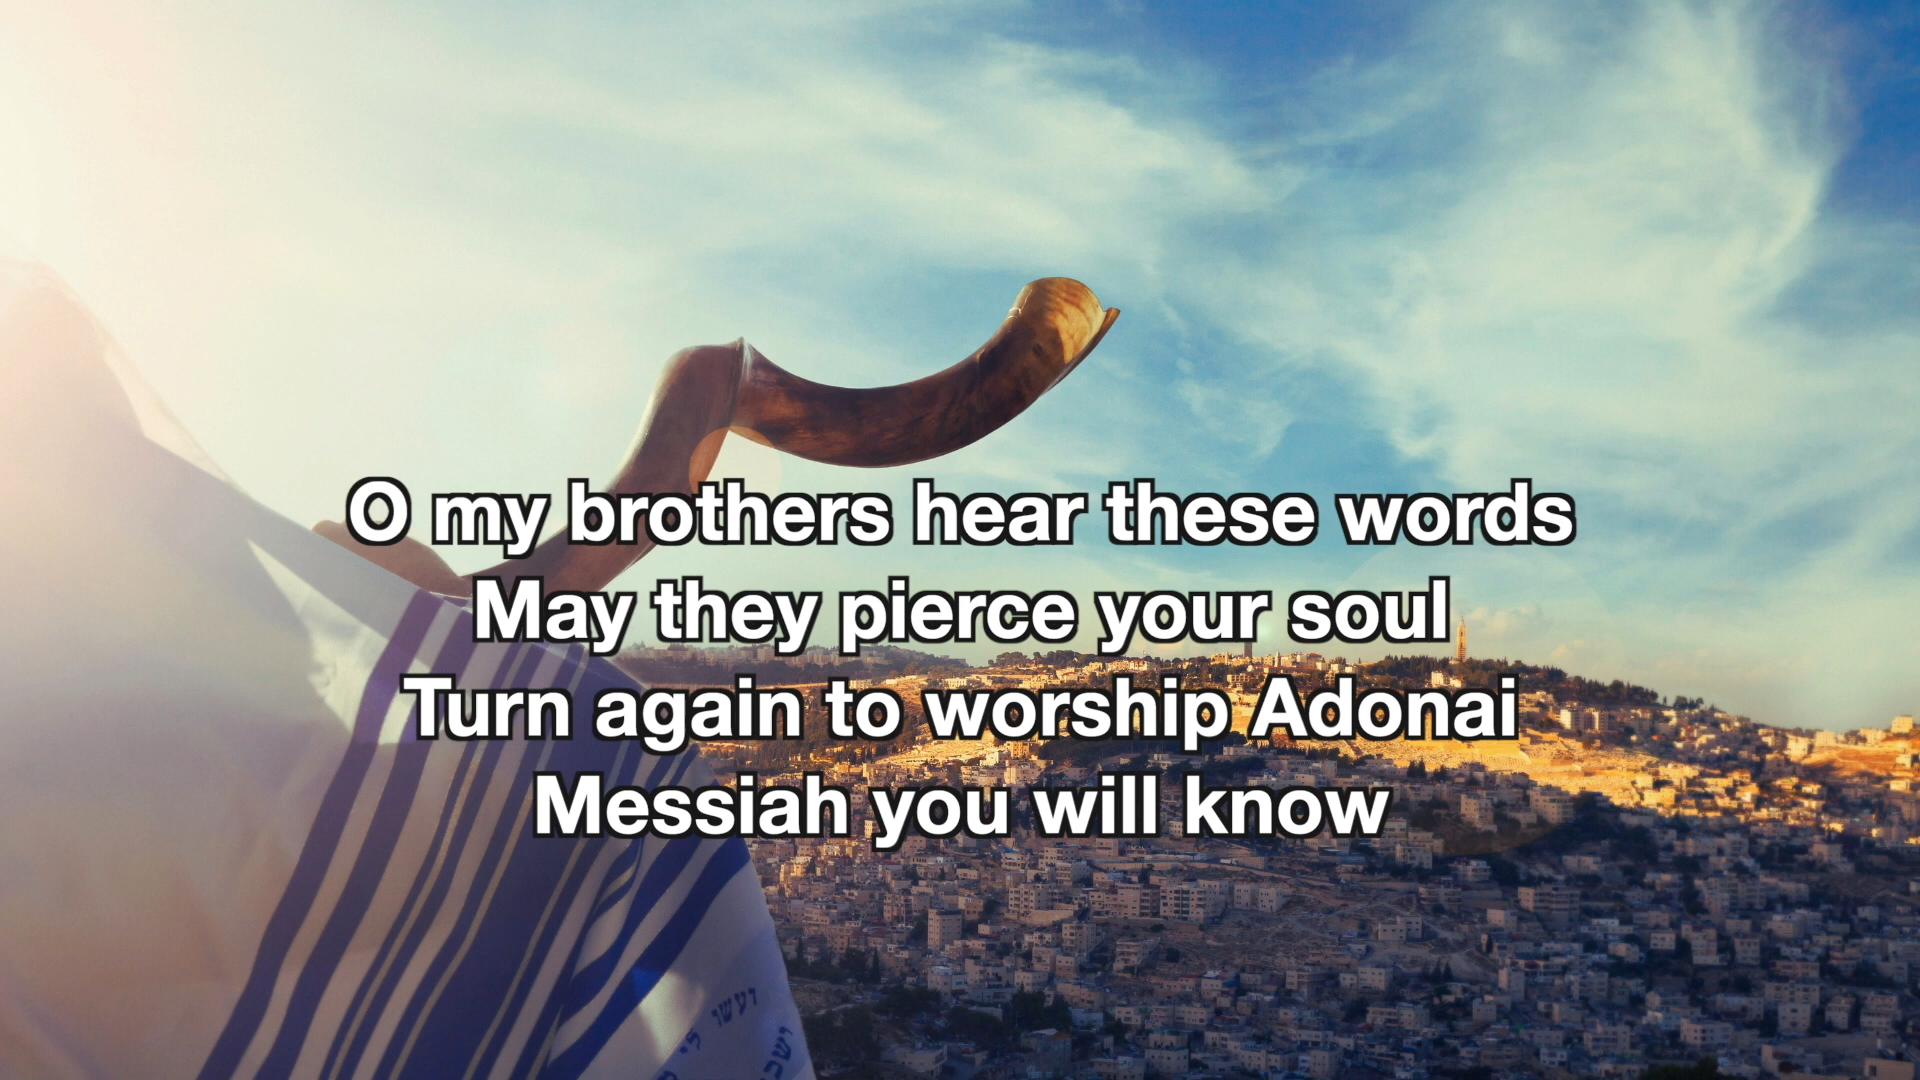 O my brothers hear these words
May they pierce your soul
Turn again to worship Adonai
Messiah you will know
ועשו